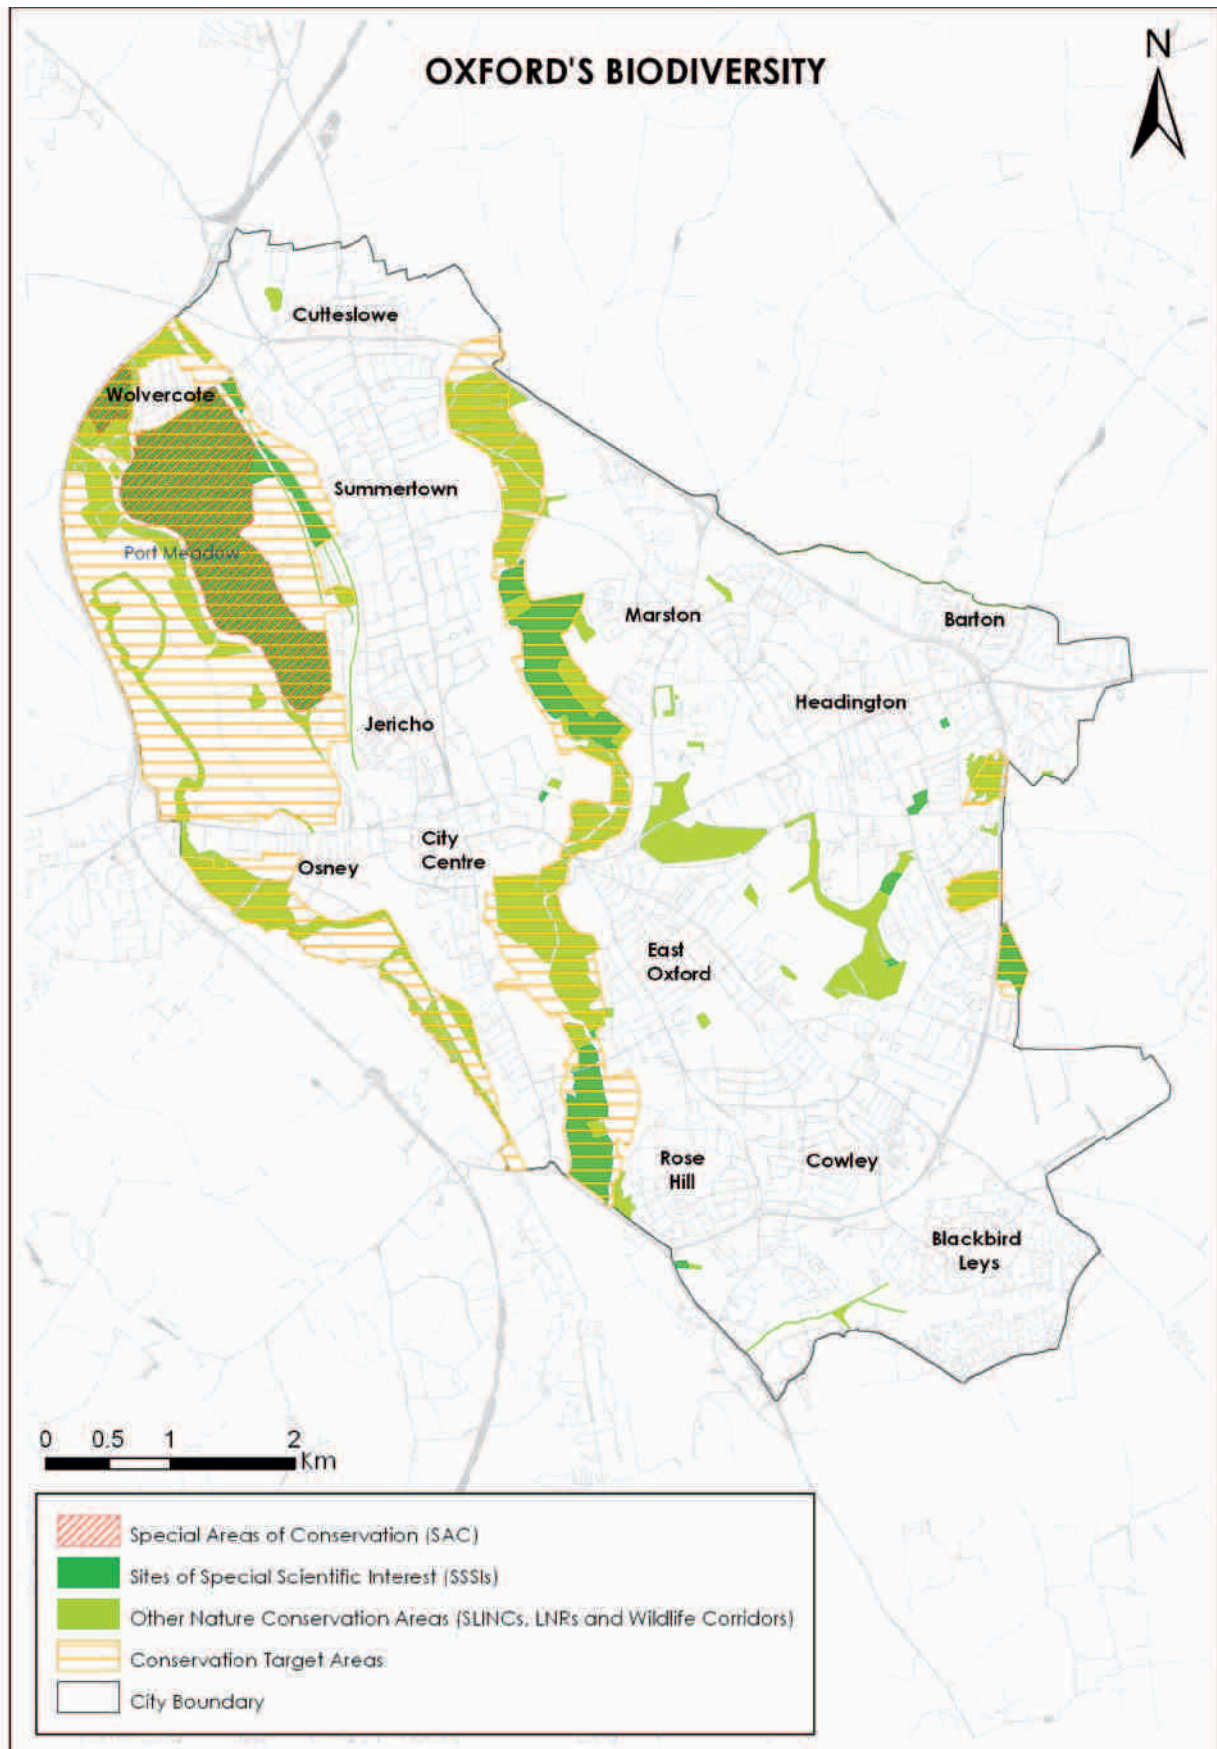 OXFORD'S BIODIVERSITY
N
Cutteslowe
Wolvercote
Summertown
Port Meadow
Marston
Barton
Headington
Jericho
City
Centre
Osney
East
Oxford
Rose
Hill
Cowley
Blackbird
Leys
0 0.5 1 2
Km
Special Areas of Conservation (SAC)
Sites of Special Scientific Interest (SSSIs)
Other Nature Conservation Areas (SLINCs, LNRs and Wildlife Corridors)
Conservation Target Areas
City Boundary